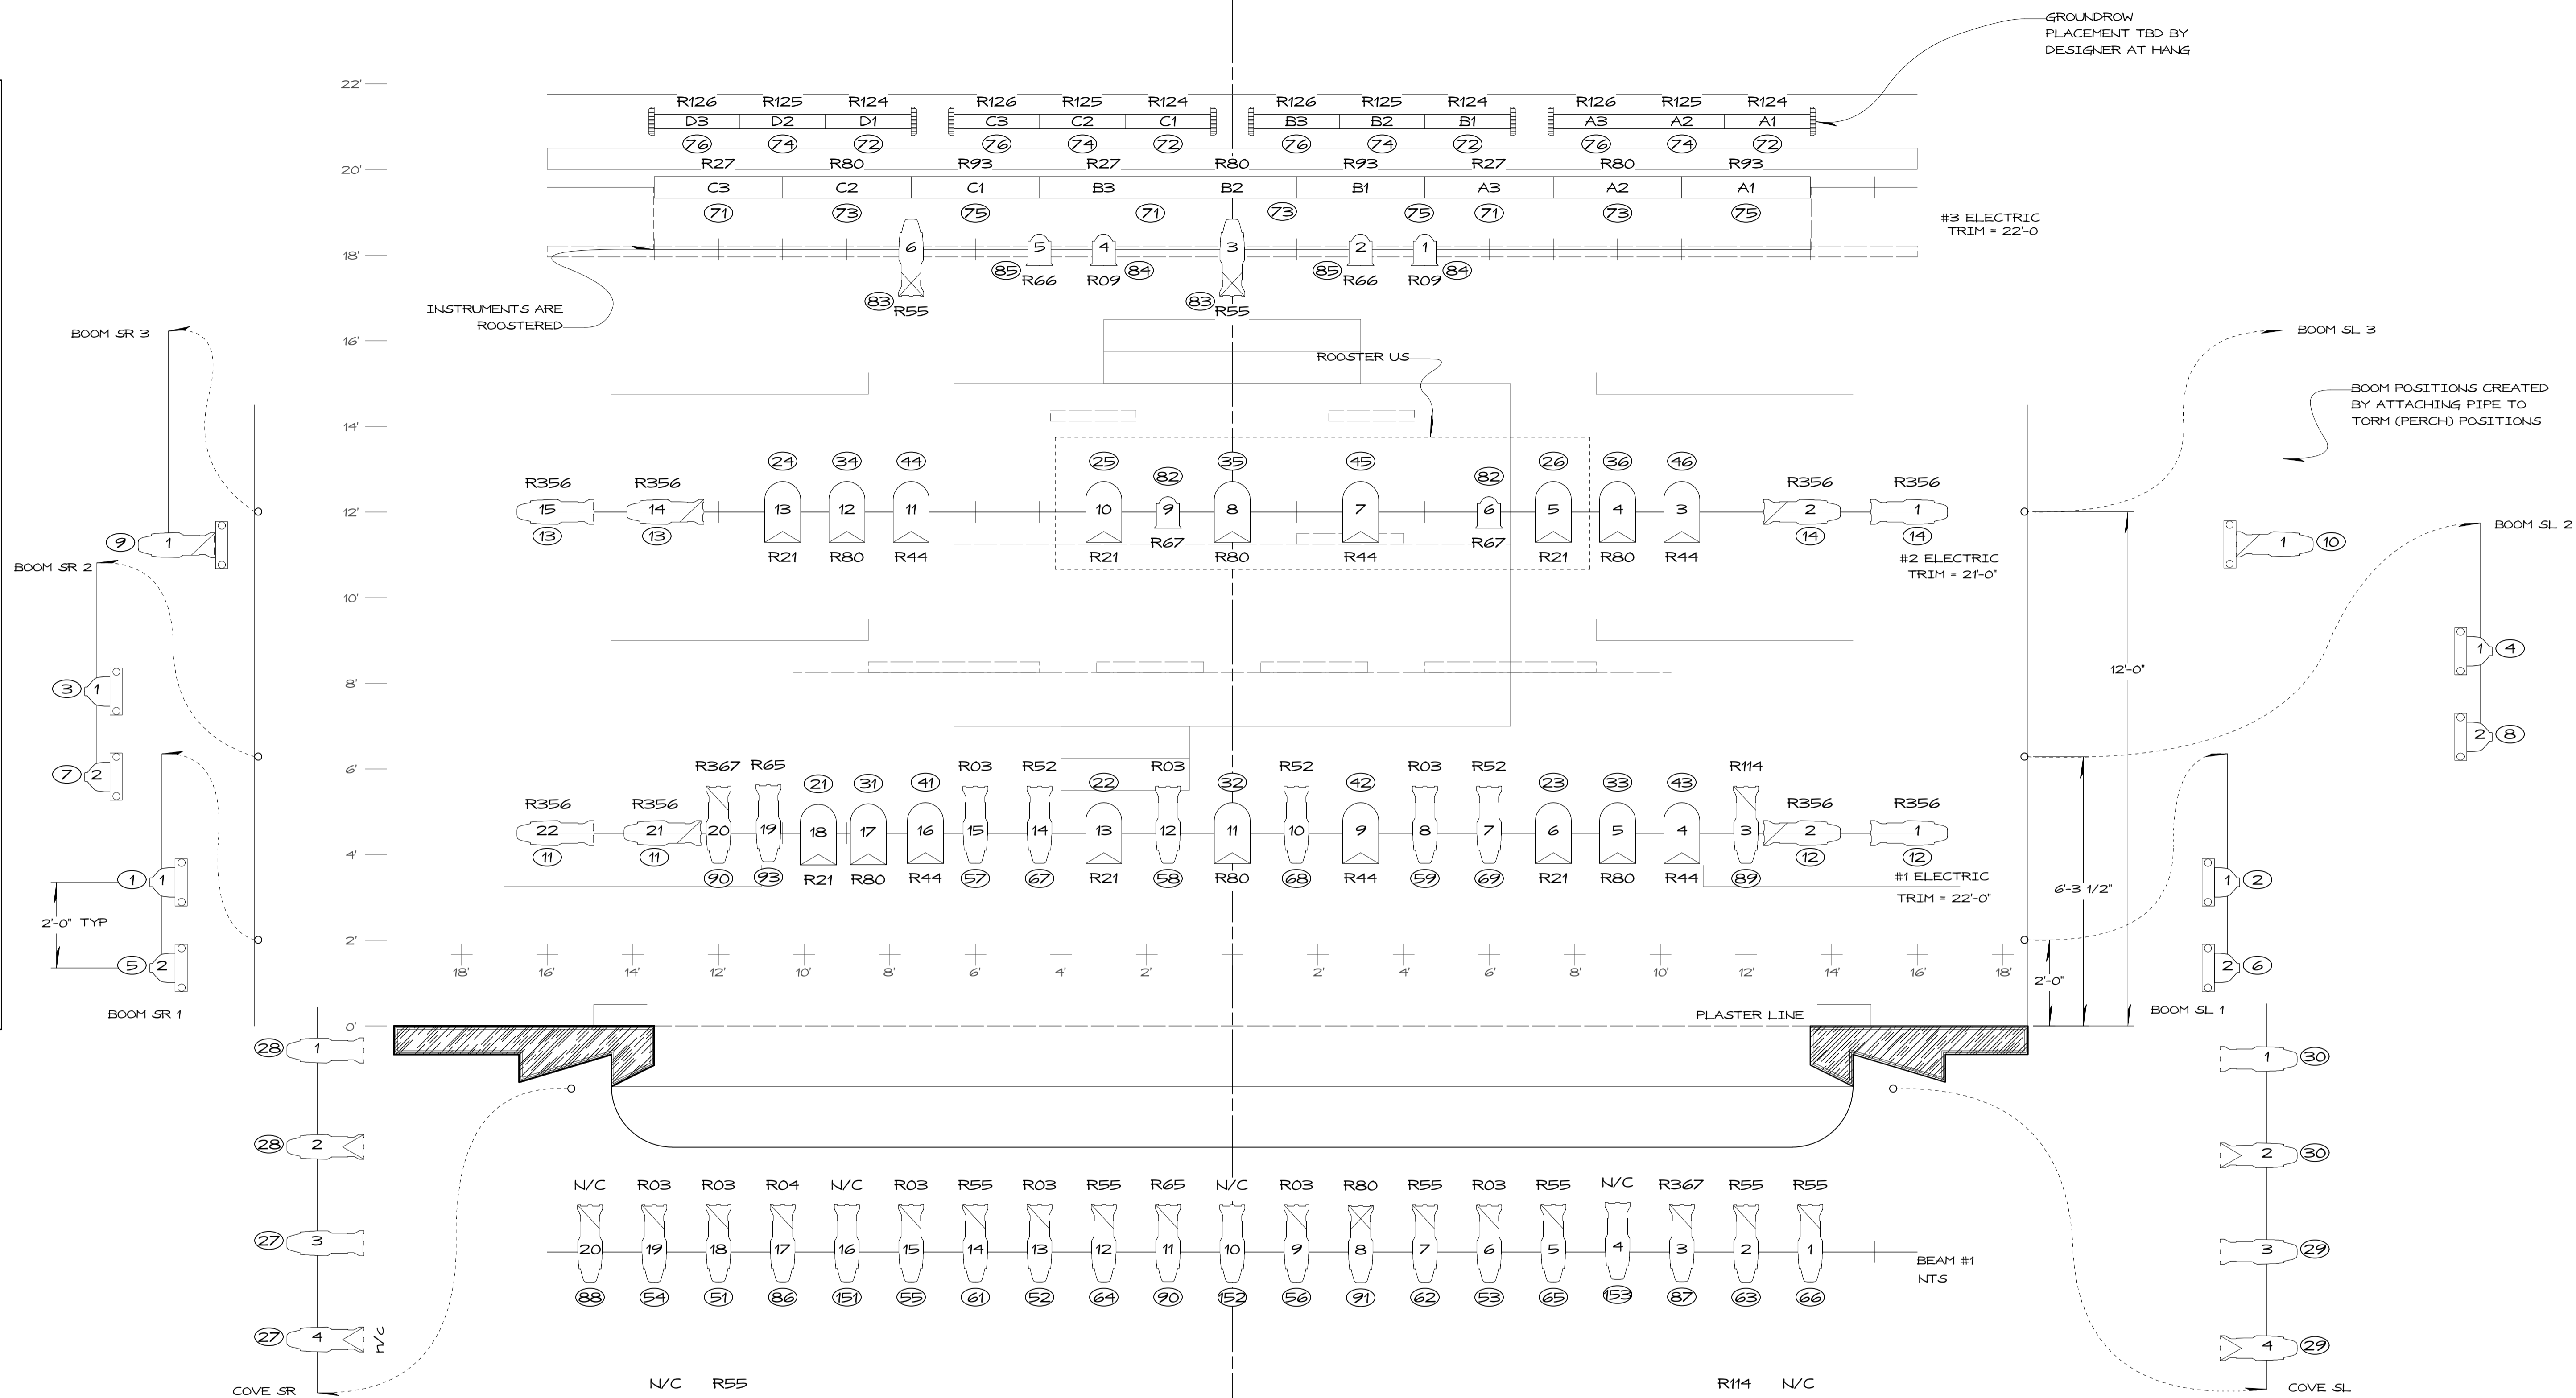 GROUNDROW
PLACEMENT TBD BY
DESIGNER AT HANG
22'
R126 R125 R124 R126 R125 R124 R126 R125 R124 R126 R125 R124
D3 D2 D1 C3 C2 C1 B3 B2 B1 A3 A2 A1
76 74 72 76 74 72 76 74 72 76 74 72
20'
R27 R80 R93 R27 R80 R93 R27 R80 R93
C3 C2 C1 B3 B2 B1 A3 A2 A1
71 73 75 71 73 75 71 73 75
#3 ELECTRIC
TRIM = 22'-0
18'
6 5 4 3 2 1
85 84 85 84
R66 R09 R66 R09
83 83
R55 R55
INSTRUMENTS ARE
ROOSTERED
BOOM SR 3
BOOM SL 3
16'
ROOSTER US
BOOM POSITIONS CREATED
BY ATTACHING PIPE TO
TORM (PERCH) POSITIONS
14'
24 34 44 25 82 35 45 82 26 36 46
R356 R356 R356 R356
12'
15 14 13 12 11 10 9 8 7 6 5 4 3 2 1
13 13 14 14
R21 R80 R44 R21 R67 R80 R44 R67 R21 R80 R44
#2 ELECTRIC
TRIM = 21'-0"
9 1
1 10
BOOM SR 2
BOOM SL 2
10'
12'-0"
8'
3 1
7 2
1 4
2 8
6'
R367 R65 R03 R52 R03 R52 R03 R52 R114
21 31 41 22 32 42 23 33 43
R356 R356 R356 R356
22 21 20 19 18 17 16 15 14 13 12 11 10 9 8 7 6 5 4 3 2 1
4'
11 11 12 12
90 93 R21 R80 R44 57 67 R21 58 R80 68 R44 59 69 R21 R80 R44 89
#1 ELECTRIC
TRIM = 22'-0"
6'-3 1/2"
1 1
2'-0" TYP
5 2
1 2
2 6
2'
18' 16' 14' 12' 10' 8' 6' 4' 2' 2' 4' 6' 8' 10' 12' 14' 16' 18'
2'-0"
BOOM SR 1
BOOM SL 1
0'
PLASTER LINE
28 1
28 2
27 3
27 4
n/c
1 30
2 30
3 29
4 29
N/C R03 R03 R04 N/C R03 R55 R03 R55 R65 N/C R03 R80 R55 R03 R55 N/C R367 R55 R55
20 19 18 17 16 15 14 13 12 11 10 9 8 7 6 5 4 3 2 1
88 54 51 86 151 55 61 52 64 90 152 56 91 62 53 65 153 87 63 66
BEAM #1
NTS
COVE SR
N/C R55
R114 N/C
COVE SL